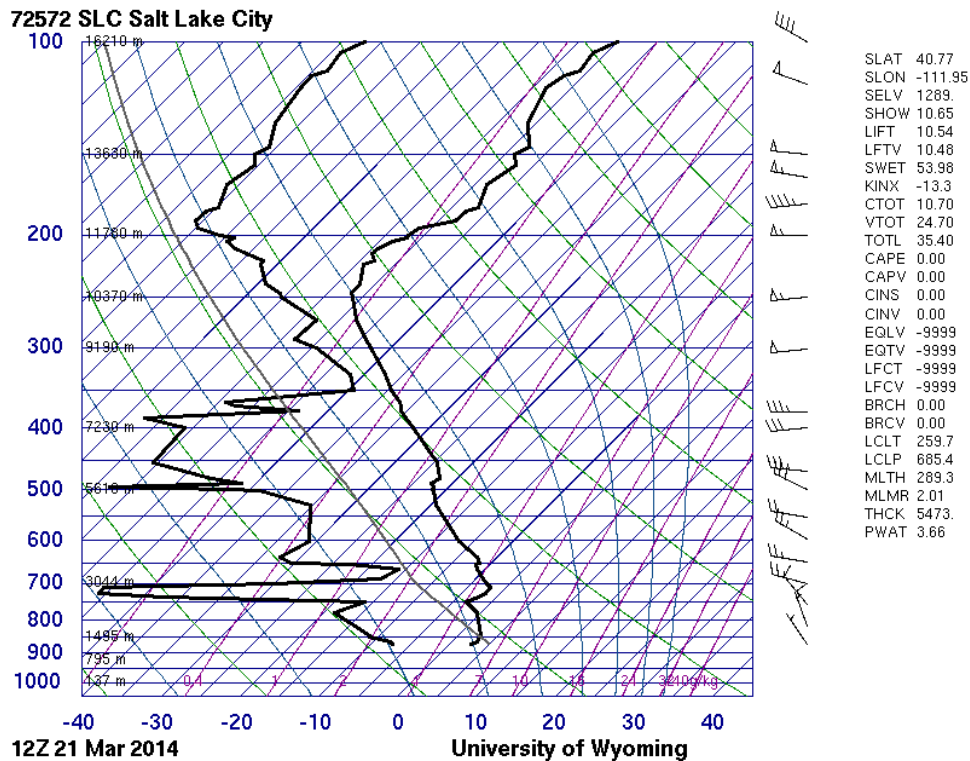 72572 SLC Salt Lake City
100
16210 m
13630 m
200
11780 m
10370 m
300
9190 m
400
7230 m
500
5610 m
600
700
3044 m
800
1495 m
900
795 m
1000
137 m
0.4
1
2
4
7
10
16
24
32
40g/kg
-40 -30 -20 -10 0 10 20 30 40
12Z 21 Mar 2014
University of Wyoming
SLAT 40.77
SLON -111.95
SELV 1289.
SHOW 10.65
LIFT 10.54
LFTV 10.48
SWET 53.98
KINX -13.3
CTOT 10.70
VTOT 24.70
TOTL 35.40
CAPE 0.00
CAPV 0.00
CINS 0.00
CINV 0.00
EQLV -9999
EQTV -9999
LFCT -9999
LFCV -9999
BRCH 0.00
BRCV 0.00
LCLT 259.7
LCLP 685.4
MLTH 289.3
MLMR 2.01
THCK 5473.
PWAT 3.66